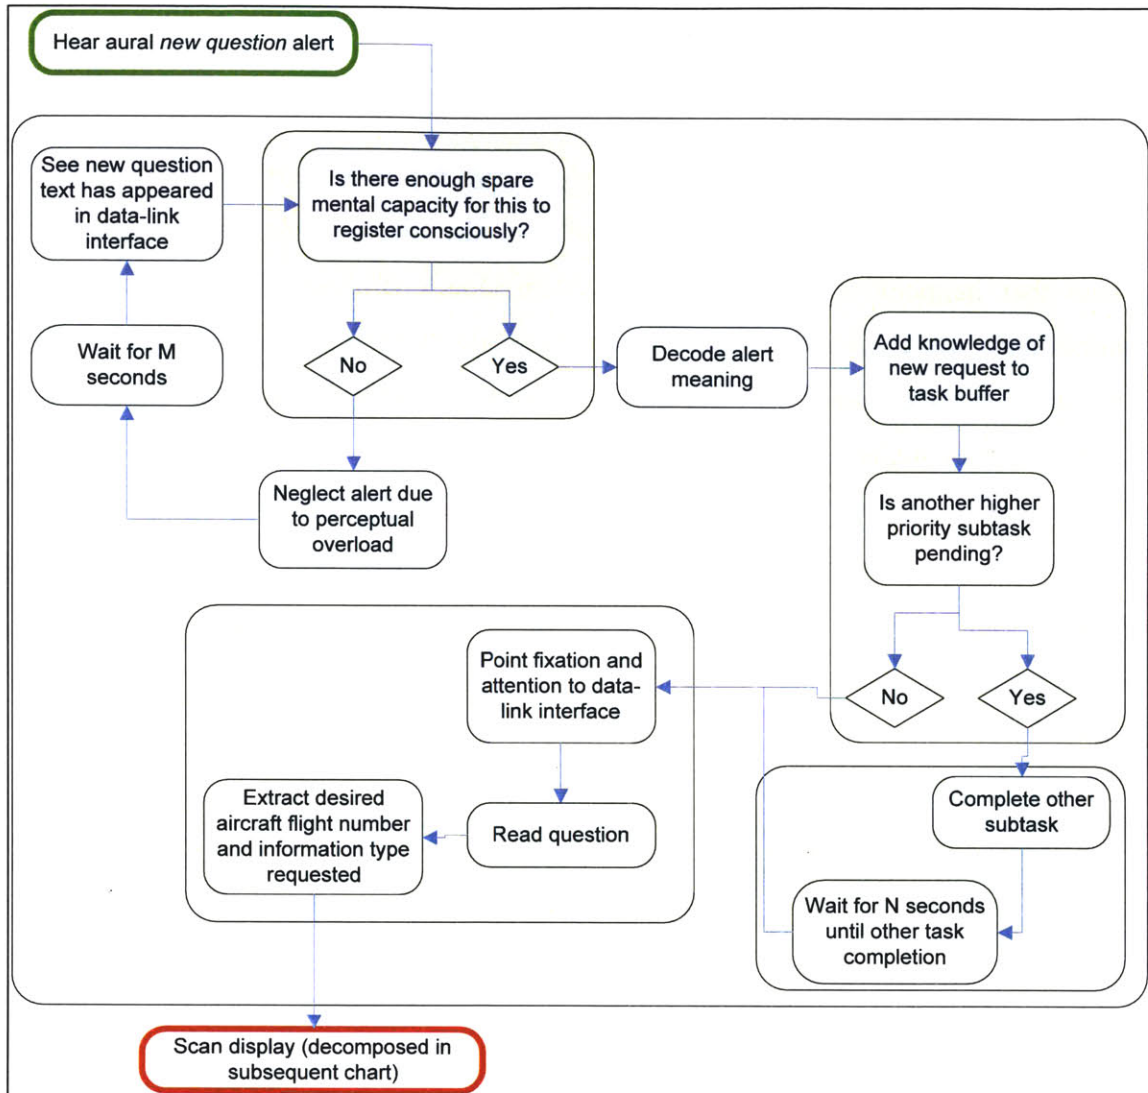 Hear aural new question alert
See new question
text has appeared
in data-link
interface
Is there enough spare
mental capacity for this to
register consciously?
Wait for M
seconds
No
Yes
Decode alert
meaning
Add knowledge of
new request to
task buffer
Neglect alert due
to perceptual
overload
Is another higher
priority subtask
pending?
No
Yes
Point fixation and
attention to data-
link interface
Complete other
subtask
Extract desired
aircraft flight number
and information type
requested
Read question
Wait for N seconds
until other task
completion
Scan display (decomposed in
subsequent chart)